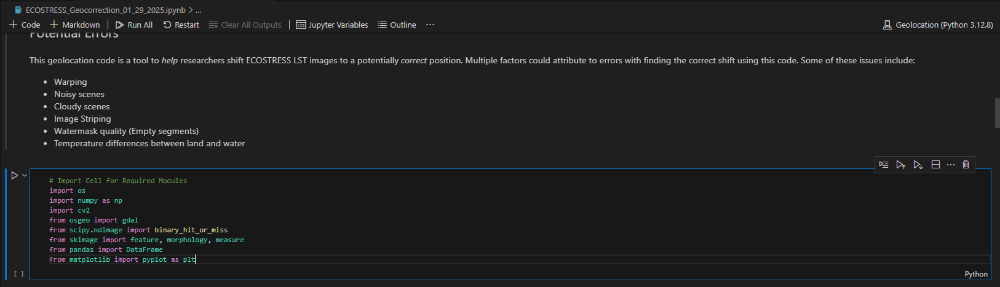 ECOSTRESS_Geocorrection_01_29_2025.ipynb > ...
+ Code + Markdown | Run All Restart Clear All Outputs | Jupyter Variables Outline ... Geolocation (Python 3.12.8)
Potential Errors
This geolocation code is a tool to help researchers shift ECOSTRESS LST images to a potentially correct position. Multiple factors could attribute to errors with finding the correct shift using this code. Some of these issues include:
• Warping
• Noisy scenes
• Cloudy scenes
• Image Striping
• Watermask quality (Empty segments)
• Temperature differences between land and water
# Import Cell for Required Modules
import os
import numpy as np
import cv2
from osgeo import gdal
from scipy.ndimage import binary_hit_or_miss
from skimage import feature, morphology, measure
from pandas import DataFrame
from matplotlib import pyplot as plt
[ ] Python